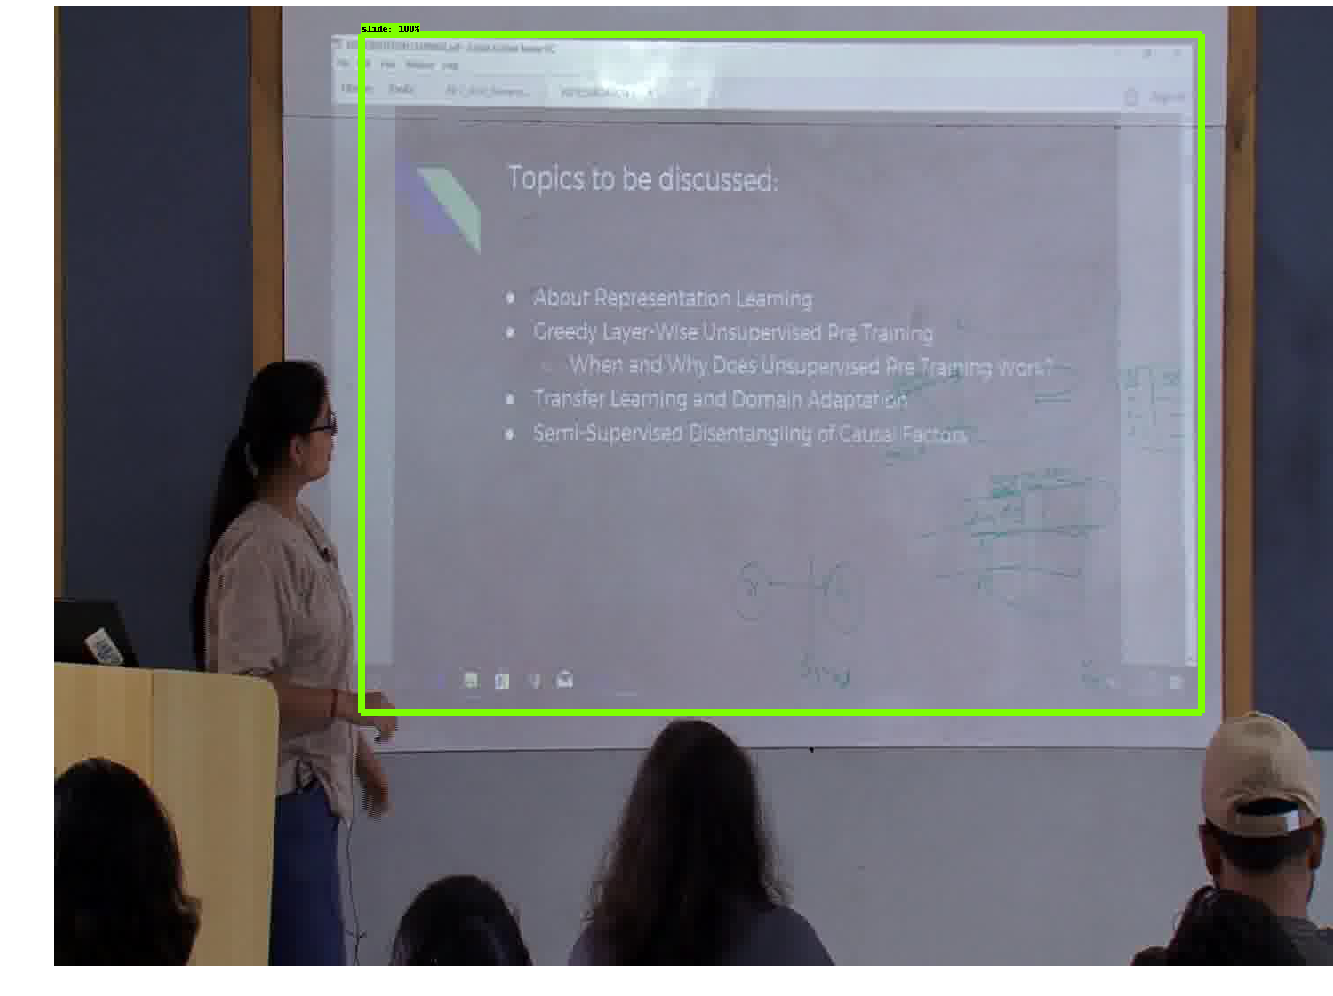 slide: 100%
Topics to be discussed:
● About Representation Learning
● Greedy Layer-Wise Unsupervised Pre Training
○ When and Why Does Unsupervised Pre Training Work?
● Transfer Learning and Domain Adaptation
● Semi-Supervised Disentangling of Causal Factors